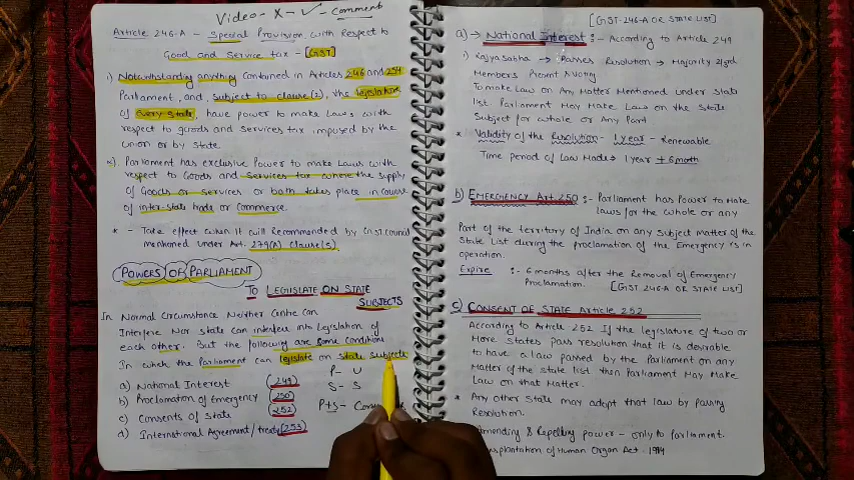 Video - X - ✓ - Comment
Article 246-A - Special Provision with Respect to
Good and Service tax - [GST]
1) Notwithstanding anything contained in Articles 246 and 254
Parliament, and, subject to clause (2), the legislature
of every state, have power to make laws with
respect to goods and services tax imposed by the
union or by State.
2) Parliament has exclusive Power to make Laws with
respect to Goods and Services tax where the supply
of Goods or services or both takes place in course
of inter-state trade or Commerce.
* - Take effect when it will Recommended by GST council
mentioned under Art. 279(A) clause(5)
POWERS OF PARLIAMENT
TO LEGISLATE ON STATE
SUBJECTS
In Normal Circumstance Neither Centre can
Interfere Nor state can interfere into Legislation of
each other. But the following are some conditions
In which the Parliament can legislate on State Subjects
P - U
S - S
P+S -
a) National Interest (249)
b) Proclamation of Emergency (250)
c) Consents of State (252)
d) International Agreement/treaty (253)
[GST-246-A OR STATE LIST]
a) → National Interest :- According to Article 249
Rajyasabha → Passes Resolution → Majority 2/3rd
Members Present & Voting
To Make Law on Any Matter Mentioned under State
list. Parliament May Make Law on the State
Subject for whole or Any Part
* Validity of the Resolution - 1 year - Renewable
Time period of Law Made → 1 year + 6 month
b) EMERGENCY Art 250 :- Parliament has Power to Make
laws for the whole or any
Part of the territory of India on any Subject matter of the
State List during the proclamation of the Emergency is in
operation.
Expire :- 6 months after the Removal of Emergency
Proclamation. [GST-246-A OR STATE LIST]
c) CONSENT OF STATE Article 252
According to Article 252 If the legislature of two or
More states pass resolution that it is desirable
to have a law passed by the Parliament on any
Matter of the state list then Parliament May Make
Law on that Matter.
* Any other State may adopt that law by passing
Resolution.
& Repelling power - only to Parliament.
of Human Organ Act - 1994